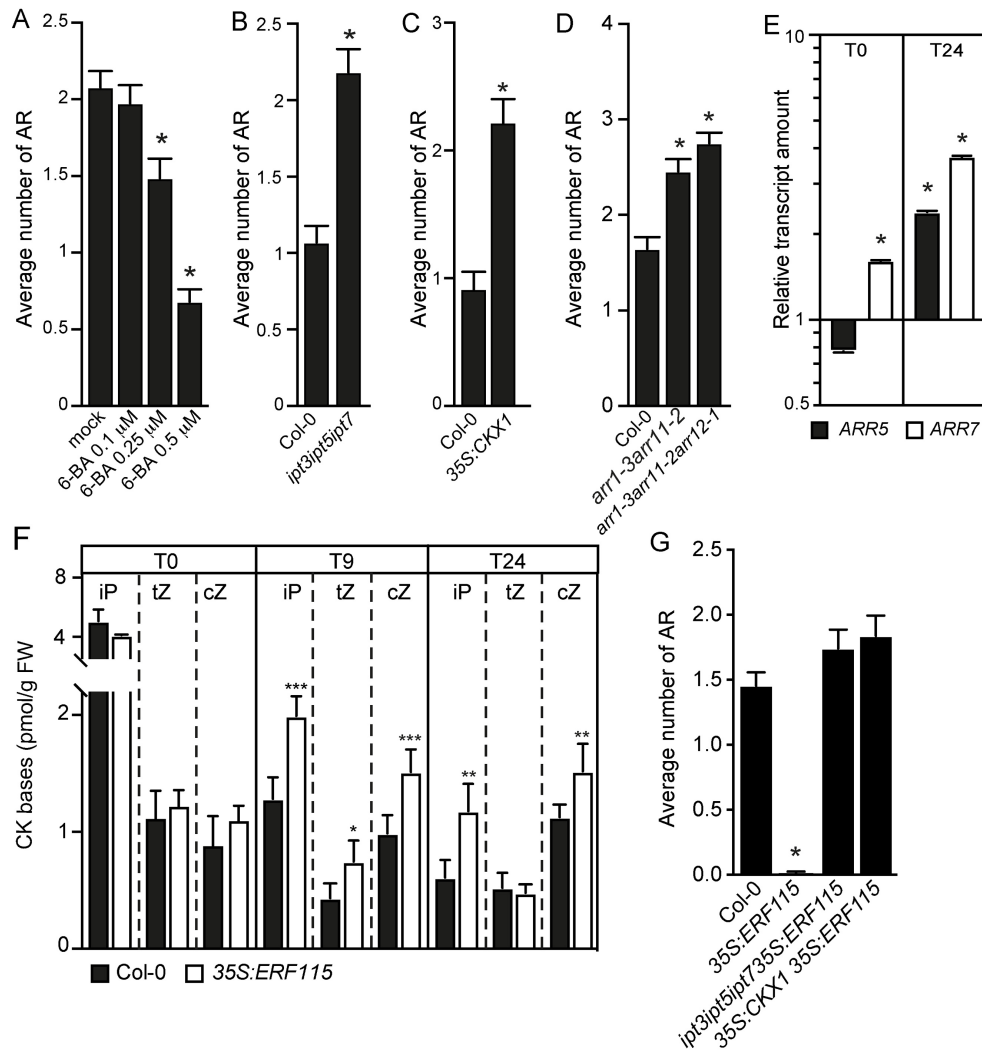 A
Average number of AR
2.5
2
1.5
1
0.5
0
*
*
mock
6-BA 0.1 µM
6-BA 0.25 µM
6-BA 0.5 µM
B
Average number of AR
2.5
2
1.5
1
0.5
0
*
Col-0
ipt3ipt5ipt7
C
Average number of AR
3
2
1
0
*
Col-0
35S:CKX1
D
Average number of AR
4
3
2
1
0
*
*
Col-0
arr1-3arr11-2
arr1-3arr11-2arr12-1
E
Relative transcript amount
10
1
0.5
T0
T24
*
*
*
ARR5
ARR7
F
CK bases (pmol/g FW)
8
4
2
1
0
T0 T9 T24
iP tZ cZ iP tZ cZ iP tZ cZ
***
*
***
**
**
Col-0
35S:ERF115
G
Average number of AR
2.5
2.0
1.5
1.0
1.5
0.0
*
Col-0
35S:ERF115
ipt3ipt5ipt735S:ERF115
35S:CKX1 35S:ERF115